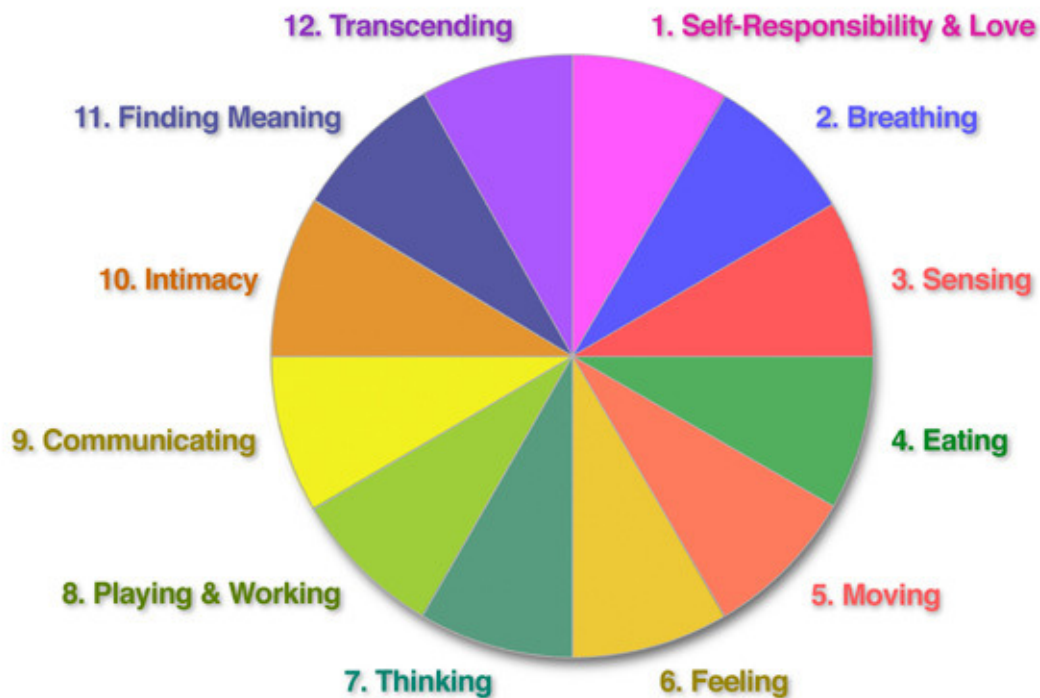 12. Transcending
1. Self-Responsibility & Love
11. Finding Meaning
2. Breathing
10. Intimacy
3. Sensing
9. Communicating
4. Eating
8. Playing & Working
5. Moving
7. Thinking
6. Feeling